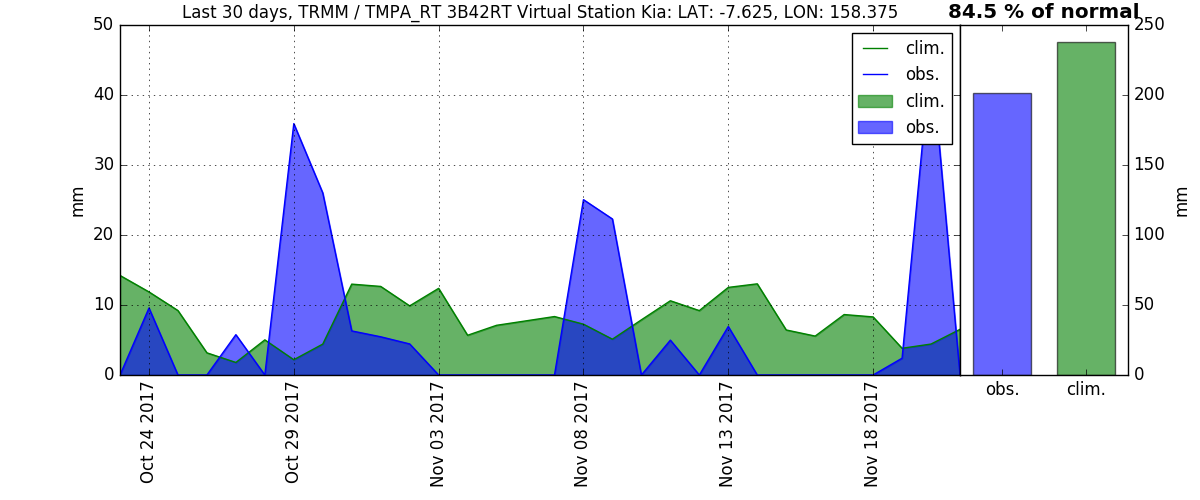 Last 30 days, TRMM / TMPA_RT 3B42RT Virtual Station Kia: LAT: -7.625, LON: 158.375
84.5 % of normal
50
40
30
20
10
0
mm
clim.
obs.
clim.
obs.
250
200
150
100
50
0
mm
Oct 24 2017
Oct 29 2017
Nov 03 2017
Nov 08 2017
Nov 13 2017
Nov 18 2017
obs.
clim.